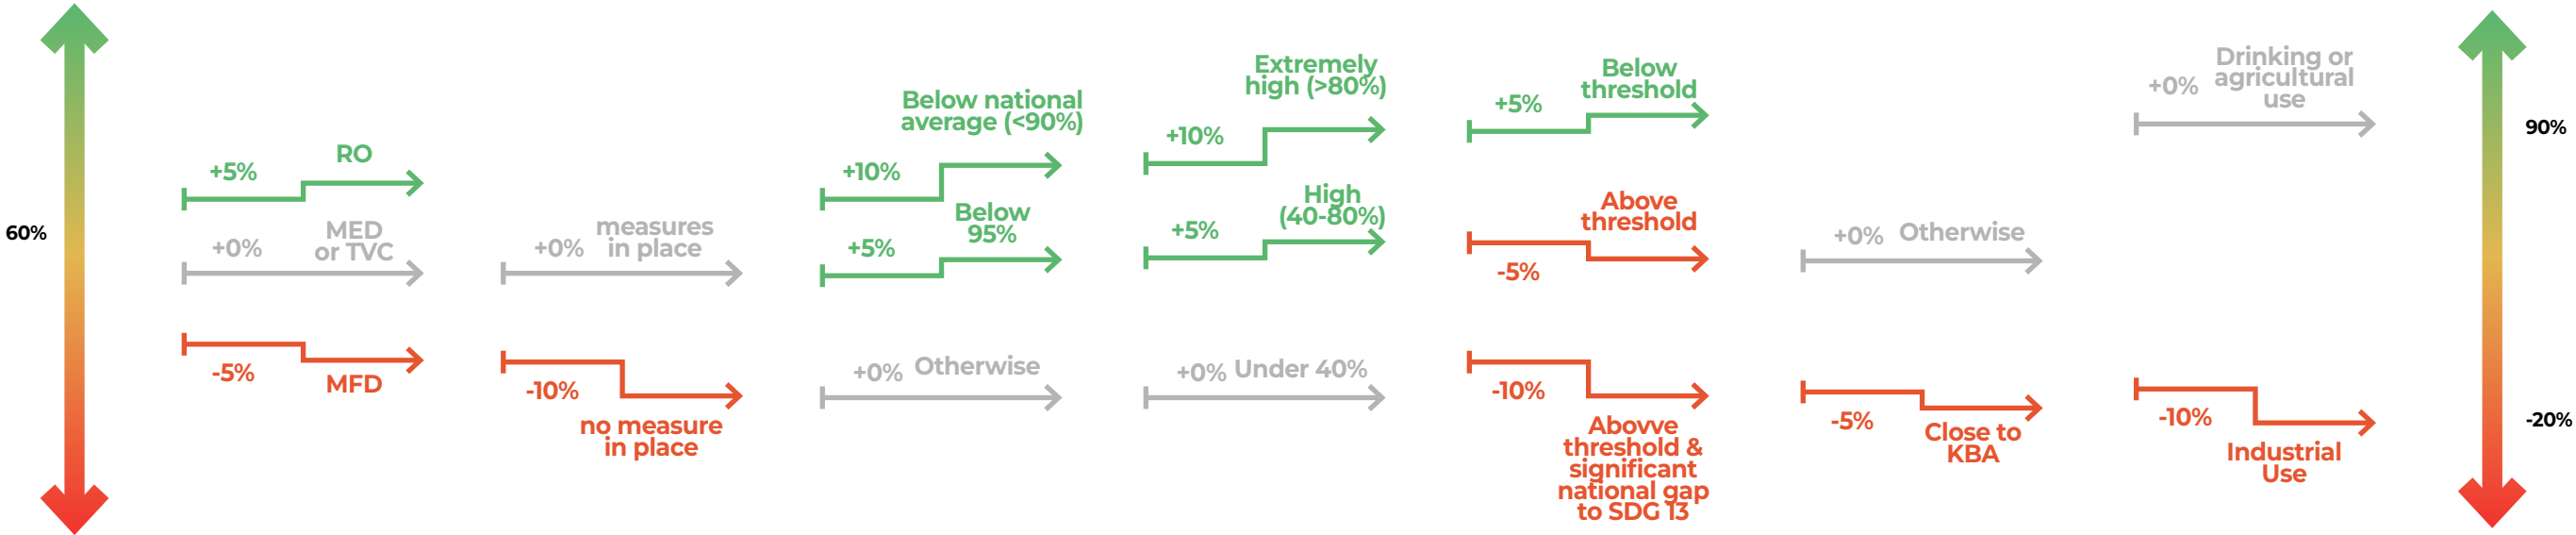 60%
+5%
RO
+0%
MED
or TVC
-5%
MFD
+0%
measures
in place
-10%
no measure
in place
+10%
Below national
average (<90%)
+5%
Below
95%
+0%
Otherwise
+10%
Extremely
high (>80%)
+5%
High
(40-80%)
+0%
Under 40%
+5%
Below
threshold
-5%
Above
threshold
-10%
Abovve
threshold &
significant
national gap
to SDG 13
+0%
Otherwise
-5%
Close to
KBA
+0%
Drinking or
agricultural
use
-10%
Industrial
Use
90%
-20%